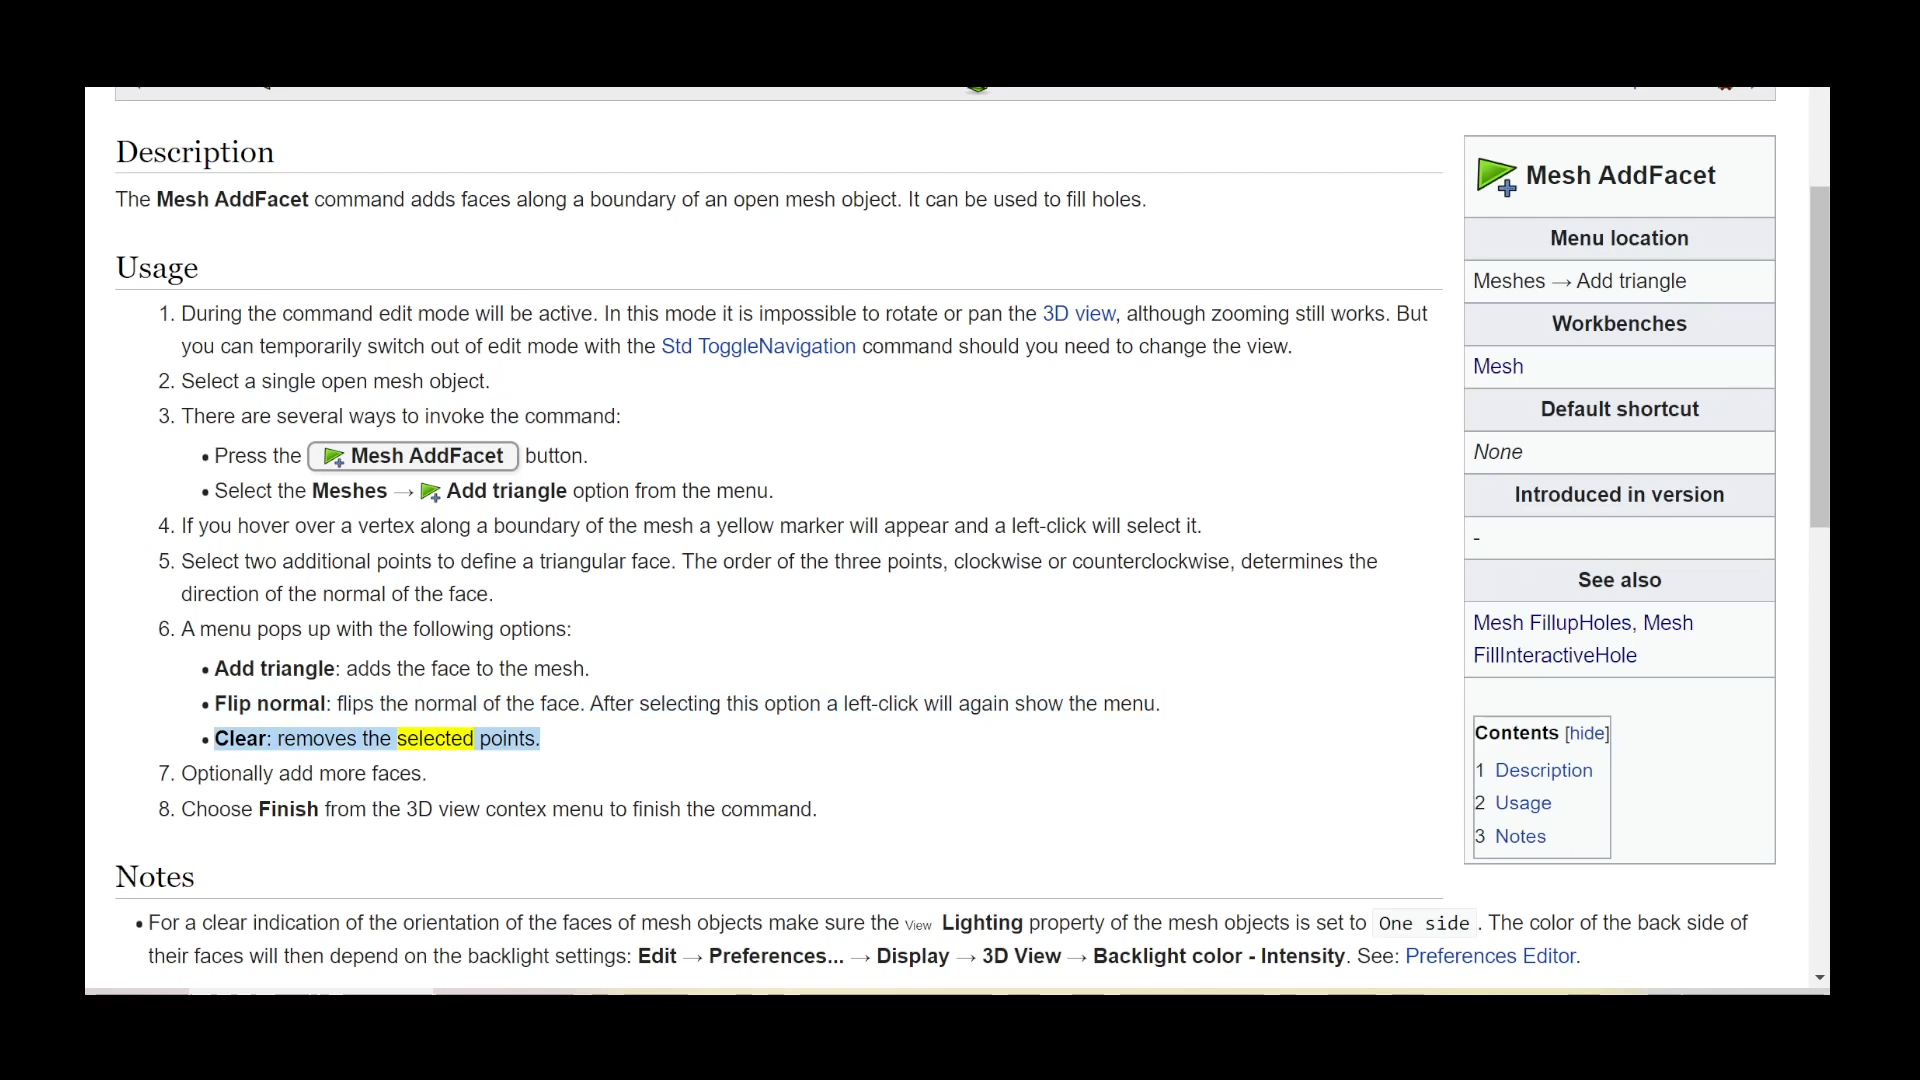 Description
The Mesh AddFacet command adds faces along a boundary of an open mesh object. It can be used to fill holes.
Usage
1. During the command edit mode will be active. In this mode it is impossible to rotate or pan the 3D view, although zooming still works. But
you can temporarily switch out of edit mode with the Std ToggleNavigation command should you need to change the view.
2. Select a single open mesh object.
3. There are several ways to invoke the command:
• Press the Mesh AddFacet button.
• Select the Meshes → Add triangle option from the menu.
4. If you hover over a vertex along a boundary of the mesh a yellow marker will appear and a left-click will select it.
5. Select two additional points to define a triangular face. The order of the three points, clockwise or counterclockwise, determines the
direction of the normal of the face.
6. A menu pops up with the following options:
• Add triangle: adds the face to the mesh.
• Flip normal: flips the normal of the face. After selecting this option a left-click will again show the menu.
• Clear: removes the selected points.
7. Optionally add more faces.
8. Choose Finish from the 3D view contex menu to finish the command.
Notes
• For a clear indication of the orientation of the faces of mesh objects make sure the View Lighting property of the mesh objects is set to One side. The color of the back side of
their faces will then depend on the backlight settings: Edit → Preferences... → Display → 3D View → Backlight color - Intensity. See: Preferences Editor.
Mesh AddFacet
Menu location
Meshes → Add triangle
Workbenches
Mesh
Default shortcut
None
Introduced in version
-
See also
Mesh FillupHoles, Mesh
FillInteractiveHole
Contents [hide]
1 Description
2 Usage
3 Notes